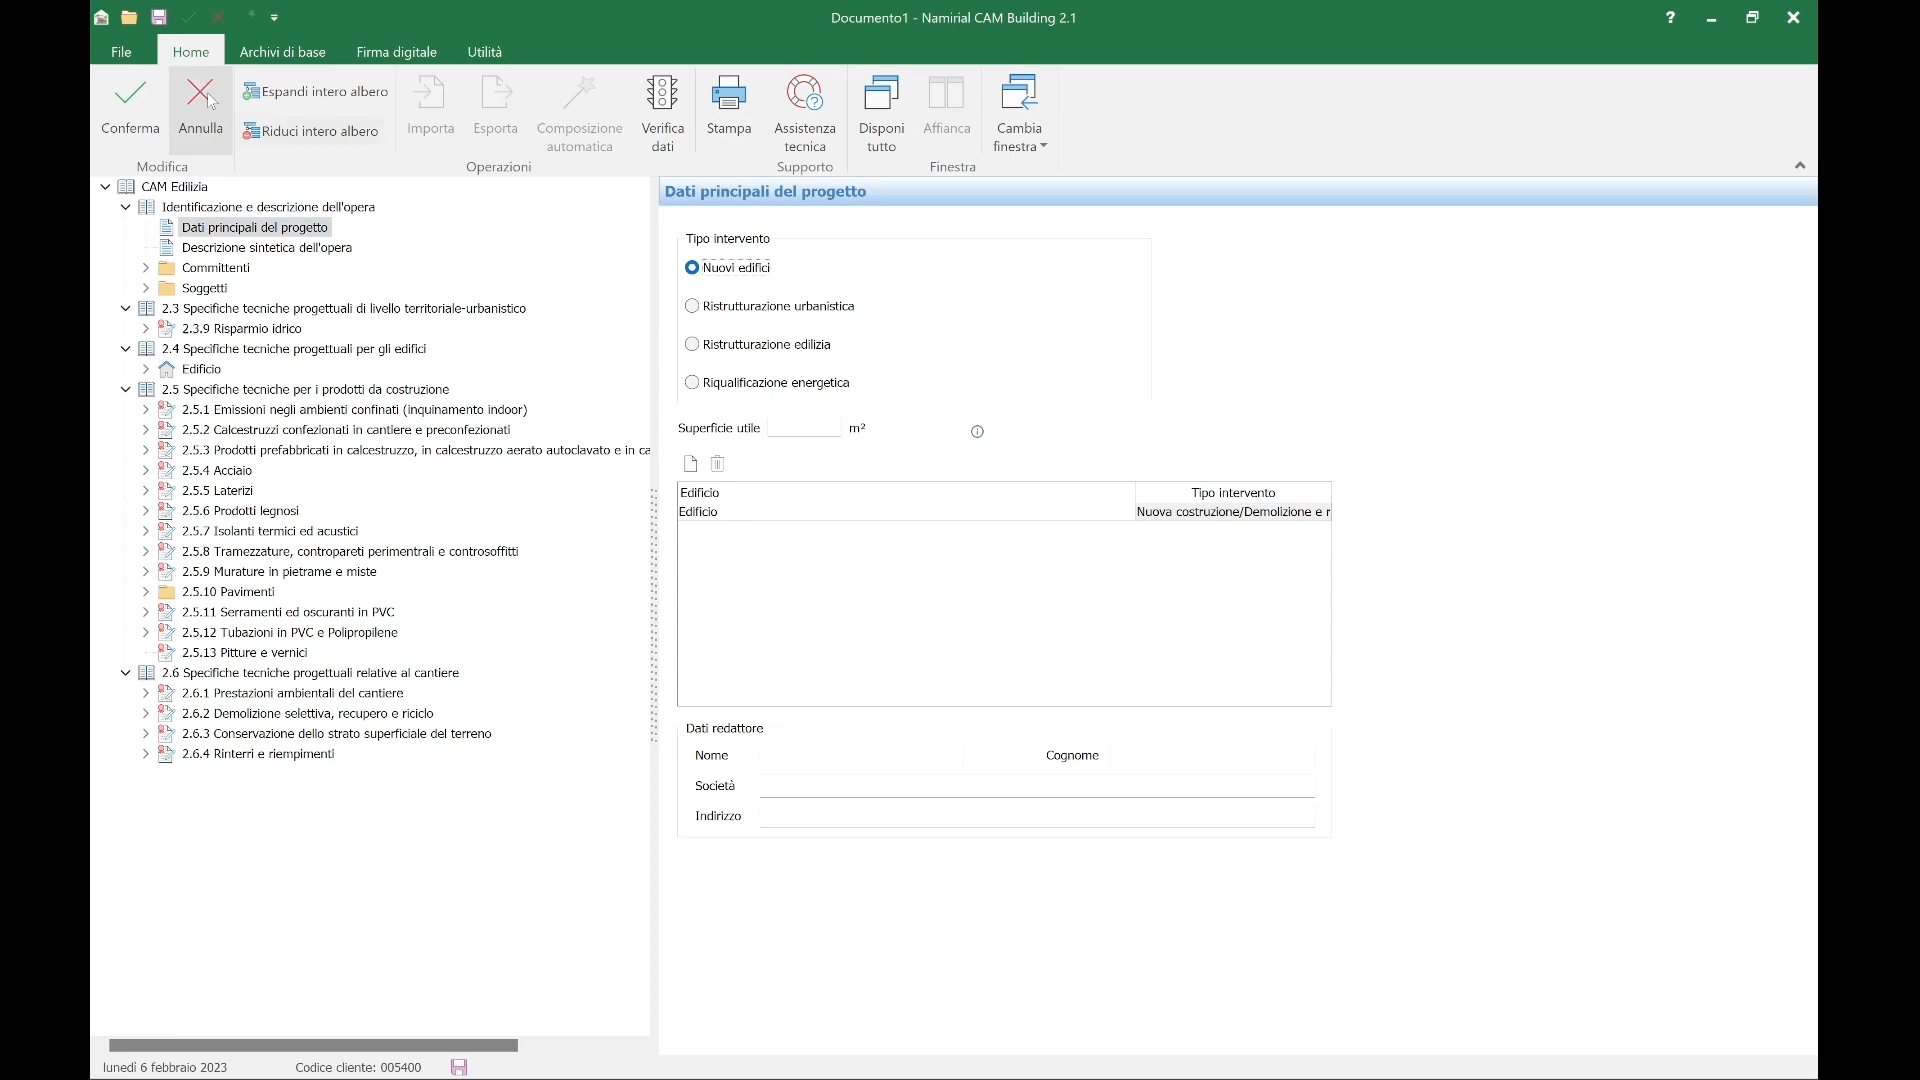 Documento1 - Namirial CAM Building 2.1
?
File Home Archivi di base Firma digitale Utilità
Conferma Annulla Espandi intero albero Riduci intero albero Importa Esporta Composizione automatica Verifica dati Stampa Assistenza tecnica Disponi tutto Affianca Cambia finestra
Modifica Operazioni Supporto Finestra
CAM Edilizia
Identificazione e descrizione dell'opera
Dati principali del progetto
Descrizione sintetica dell'opera
Committenti
Soggetti
2.3 Specifiche tecniche progettuali di livello territoriale-urbanistico
2.3.9 Risparmio idrico
2.4 Specifiche tecniche progettuali per gli edifici
Edificio
2.5 Specifiche tecniche per i prodotti da costruzione
2.5.1 Emissioni negli ambienti confinati (inquinamento indoor)
2.5.2 Calcestruzzi confezionati in cantiere e preconfezionati
2.5.3 Prodotti prefabbricati in calcestruzzo, in calcestruzzo aerato autoclavato e in ca
2.5.4 Acciaio
2.5.5 Laterizi
2.5.6 Prodotti legnosi
2.5.7 Isolanti termici ed acustici
2.5.8 Tramezzature, contropareti perimentrali e controsoffitti
2.5.9 Murature in pietrame e miste
2.5.10 Pavimenti
2.5.11 Serramenti ed oscuranti in PVC
2.5.12 Tubazioni in PVC e Polipropilene
2.5.13 Pitture e vernici
2.6 Specifiche tecniche progettuali relative al cantiere
2.6.1 Prestazioni ambientali del cantiere
2.6.2 Demolizione selettiva, recupero e riciclo
2.6.3 Conservazione dello strato superficiale del terreno
2.6.4 Rinterri e riempimenti
Dati principali del progetto
Tipo intervento
Nuovi edifici
Ristrutturazione urbanistica
Ristrutturazione edilizia
Riqualificazione energetica
Superficie utile m²
Edificio Tipo intervento
Edificio Nuova costruzione/Demolizione e r
Dati redattore
Nome Cognome
Società
Indirizzo
lunedì 6 febbraio 2023 Codice cliente: 005400